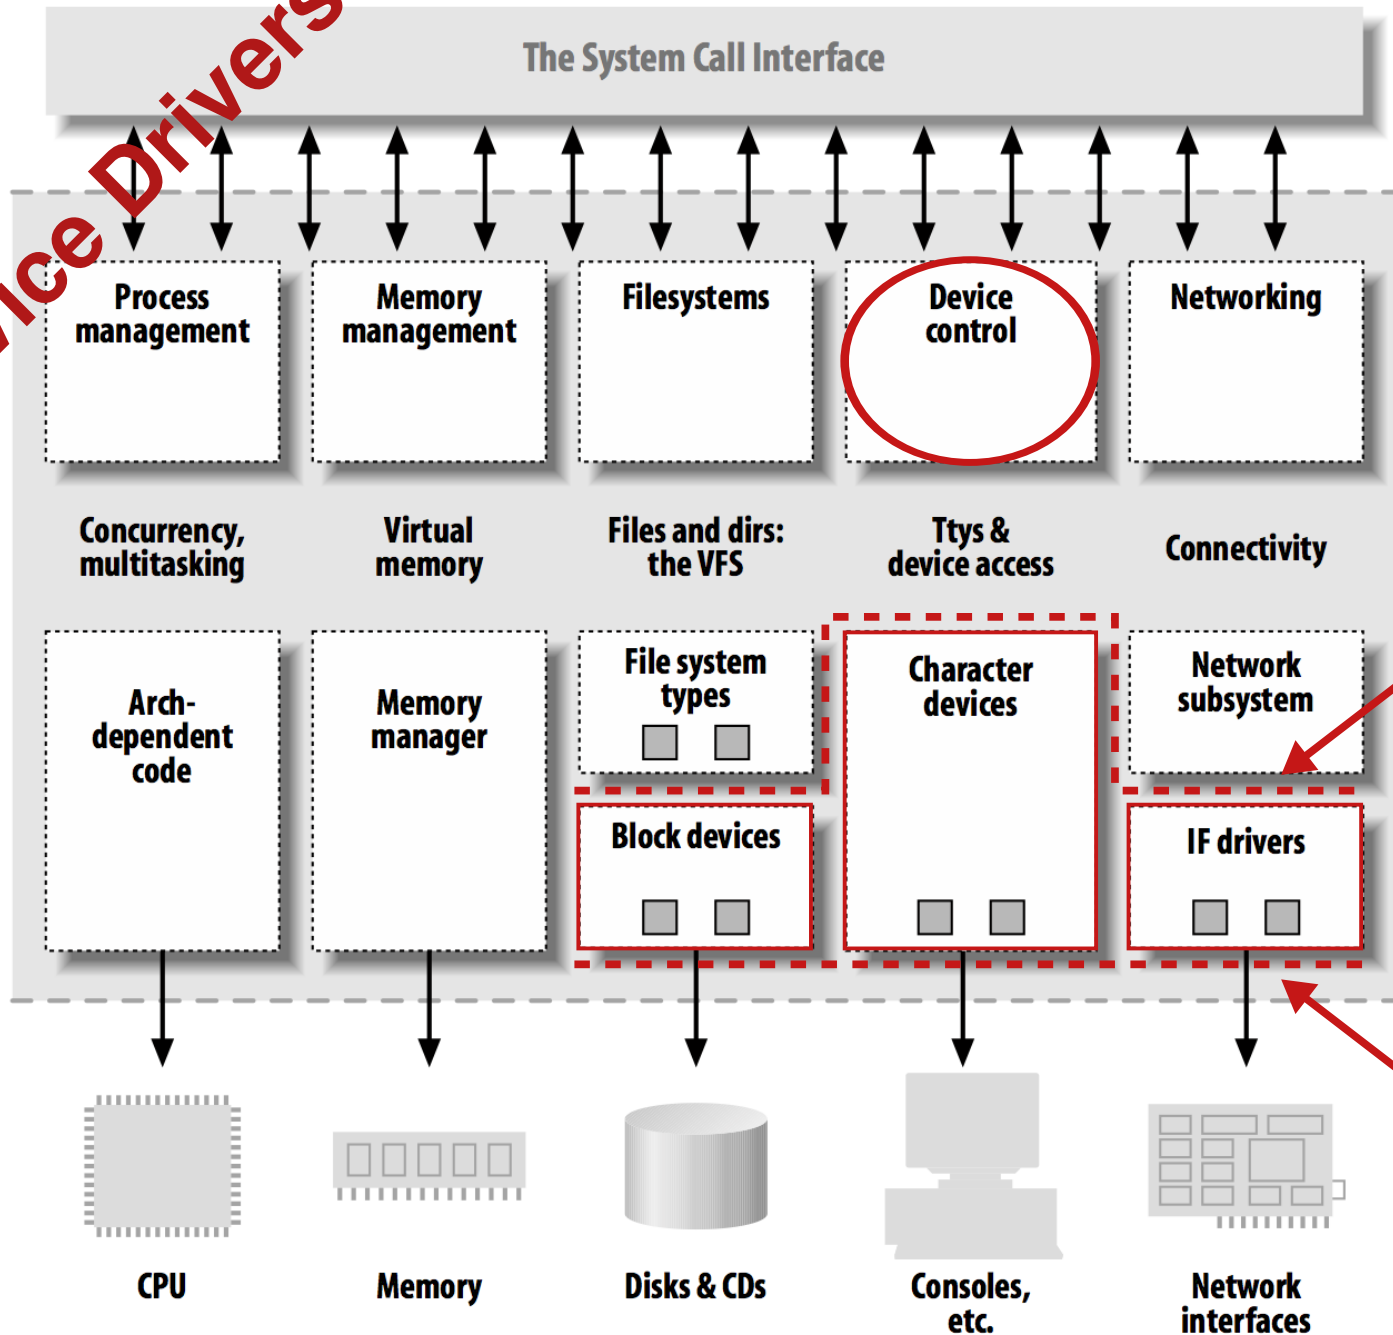 The System Call Interface
vice Drivers
Process
management
Memory
management
Filesystems
Device
control
Networking
Concurrency,
multitasking
Virtual
memory
Files and dirs:
the VFS
Ttys &
device access
Connectivity
Arch-
dependent
code
Memory
manager
File system
types
Character
devices
Network
subsystem
Block devices
IF drivers
CPU
Memory
Disks & CDs
Consoles,
etc.
Network
interfaces